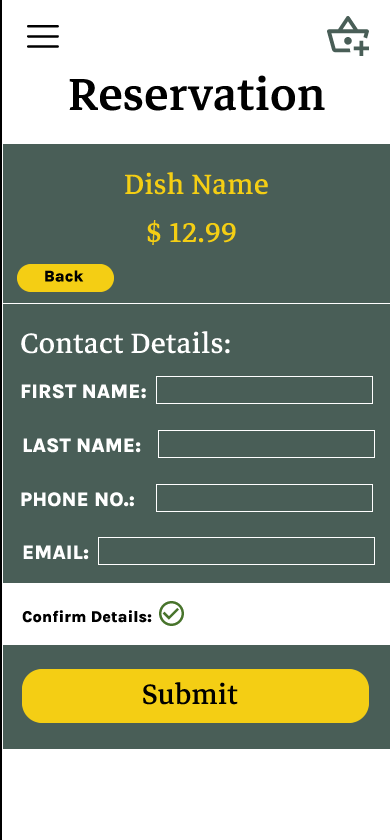 Reservation
Dish Name
$ 12.99
Back
Contact Details:
FIRST NAME:
LAST NAME:
PHONE NO.:
EMAIL:
Confirm Details:
Submit